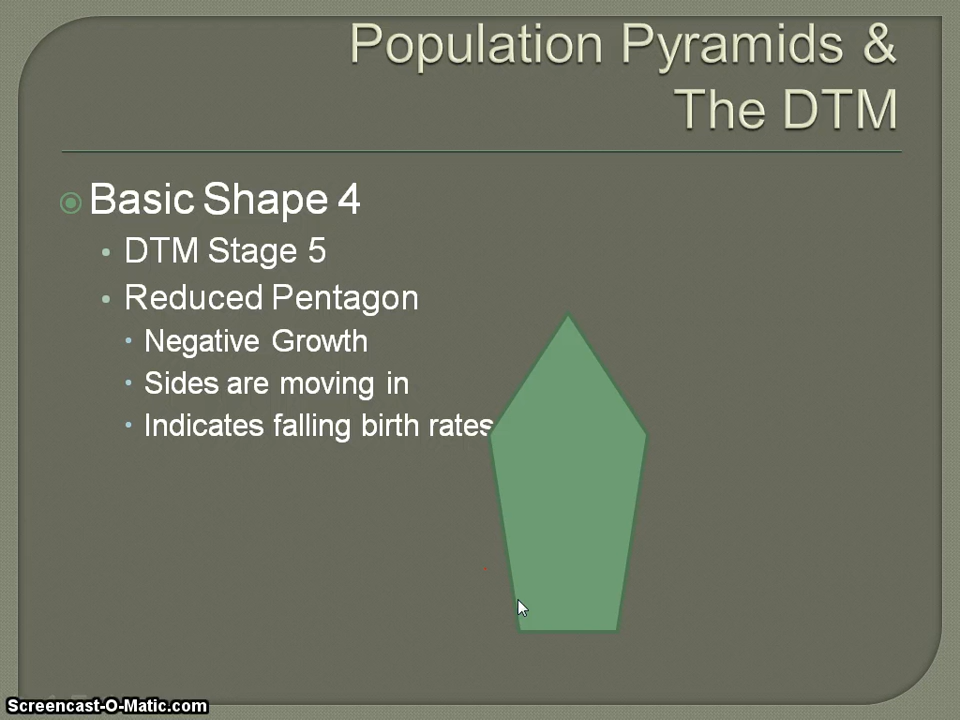 Population Pyramids &
The DTM
Basic Shape 4
DTM Stage 5
Reduced Pentagon
Negative Growth
Sides are moving in
Indicates falling birth rates
Screencast-O-Matic.com